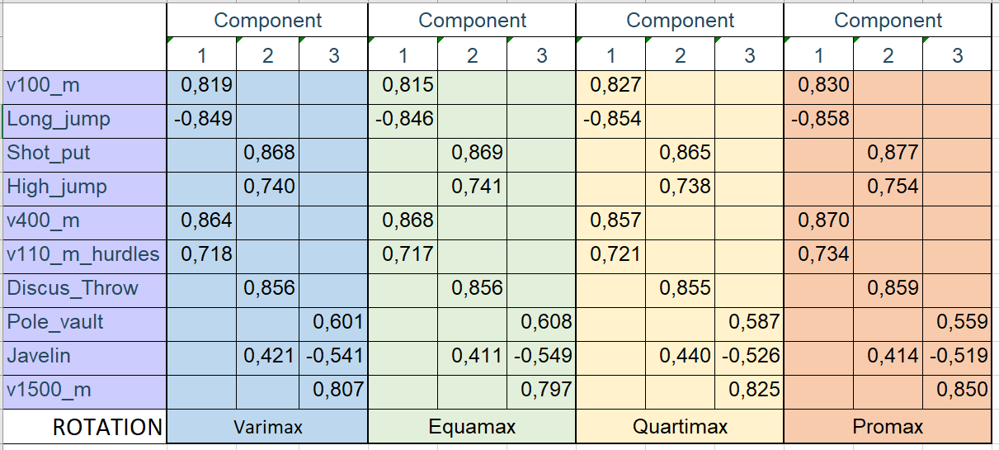 Component Component Component Component
1 2 3 1 2 3 1 2 3 1 2 3
v100_m 0,819 0,815 0,827 0,830
Long_jump -0,849 -0,846 -0,854 -0,858
Shot_put 0,868 0,869 0,865 0,877
High_jump 0,740 0,741 0,738 0,754
v400_m 0,864 0,868 0,857 0,870
v110_m_hurdles 0,718 0,717 0,721 0,734
Discus_Throw 0,856 0,856 0,855 0,859
Pole_vault 0,601 0,608 0,587 0,559
Javelin 0,421 -0,541 0,411 -0,549 0,440 -0,526 0,414 -0,519
v1500_m 0,807 0,797 0,825 0,850
ROTATION Varimax Equamax Quartimax Promax